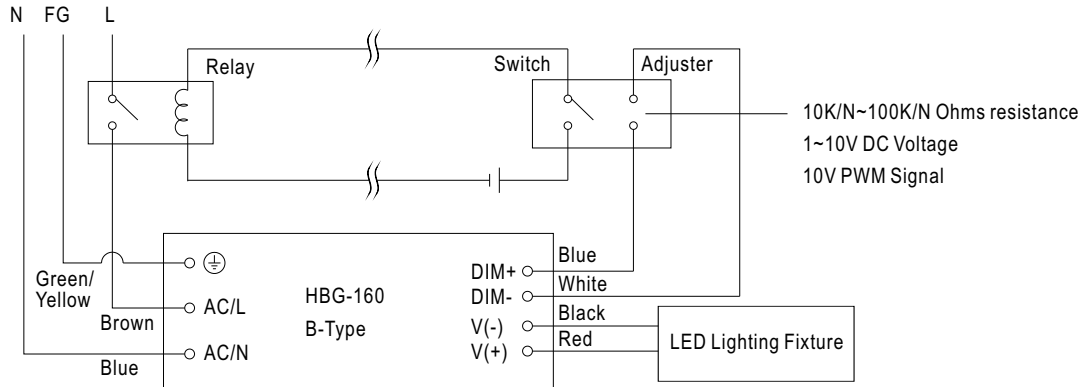 N FG L
Relay
Switch
Adjuster
10K/N~100K/N Ohms resistance
1~10V DC Voltage
10V PWM Signal
Green/
Yellow
Brown
Blue
AC/L
AC/N
HBG-160
B-Type
DIM+
DIM-
V(-)
V(+)
Blue
White
Black
Red
LED Lighting Fixture